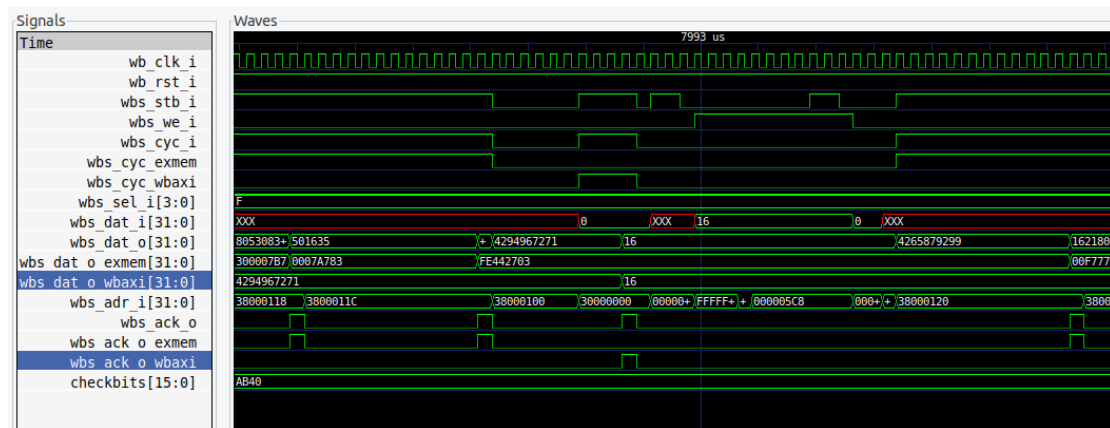 Signals Waves
Time 7993 us
wb_clk_i
wb_rst_i
wbs_stb_i
wbs_we_i
wbs_cyc_i
wbs_cyc_exmem
wbs_cyc_wbaxi
wbs_sel_i[3:0] F
wbs_dat_i[31:0] XXX 0 XXX 16 0 XXX
wbs_dat_o[31:0] 8053083+ 501635 + 4294967271 16 4265879299 162180
wbs_dat_o_exmem[31:0] 300007B7 0007A783 FE442703 00F777
wbs_dat_o_wbaxi[31:0] 4294967271 16
wbs_adr_i[31:0] 38000118 3800011C 38000100 30000000 00000+ FFFFF+ + 000005C8 000+ + 38000120 3800
wbs_ack_o
wbs_ack_o_exmem
wbs_ack_o_wbaxi
checkbits[15:0] AB40